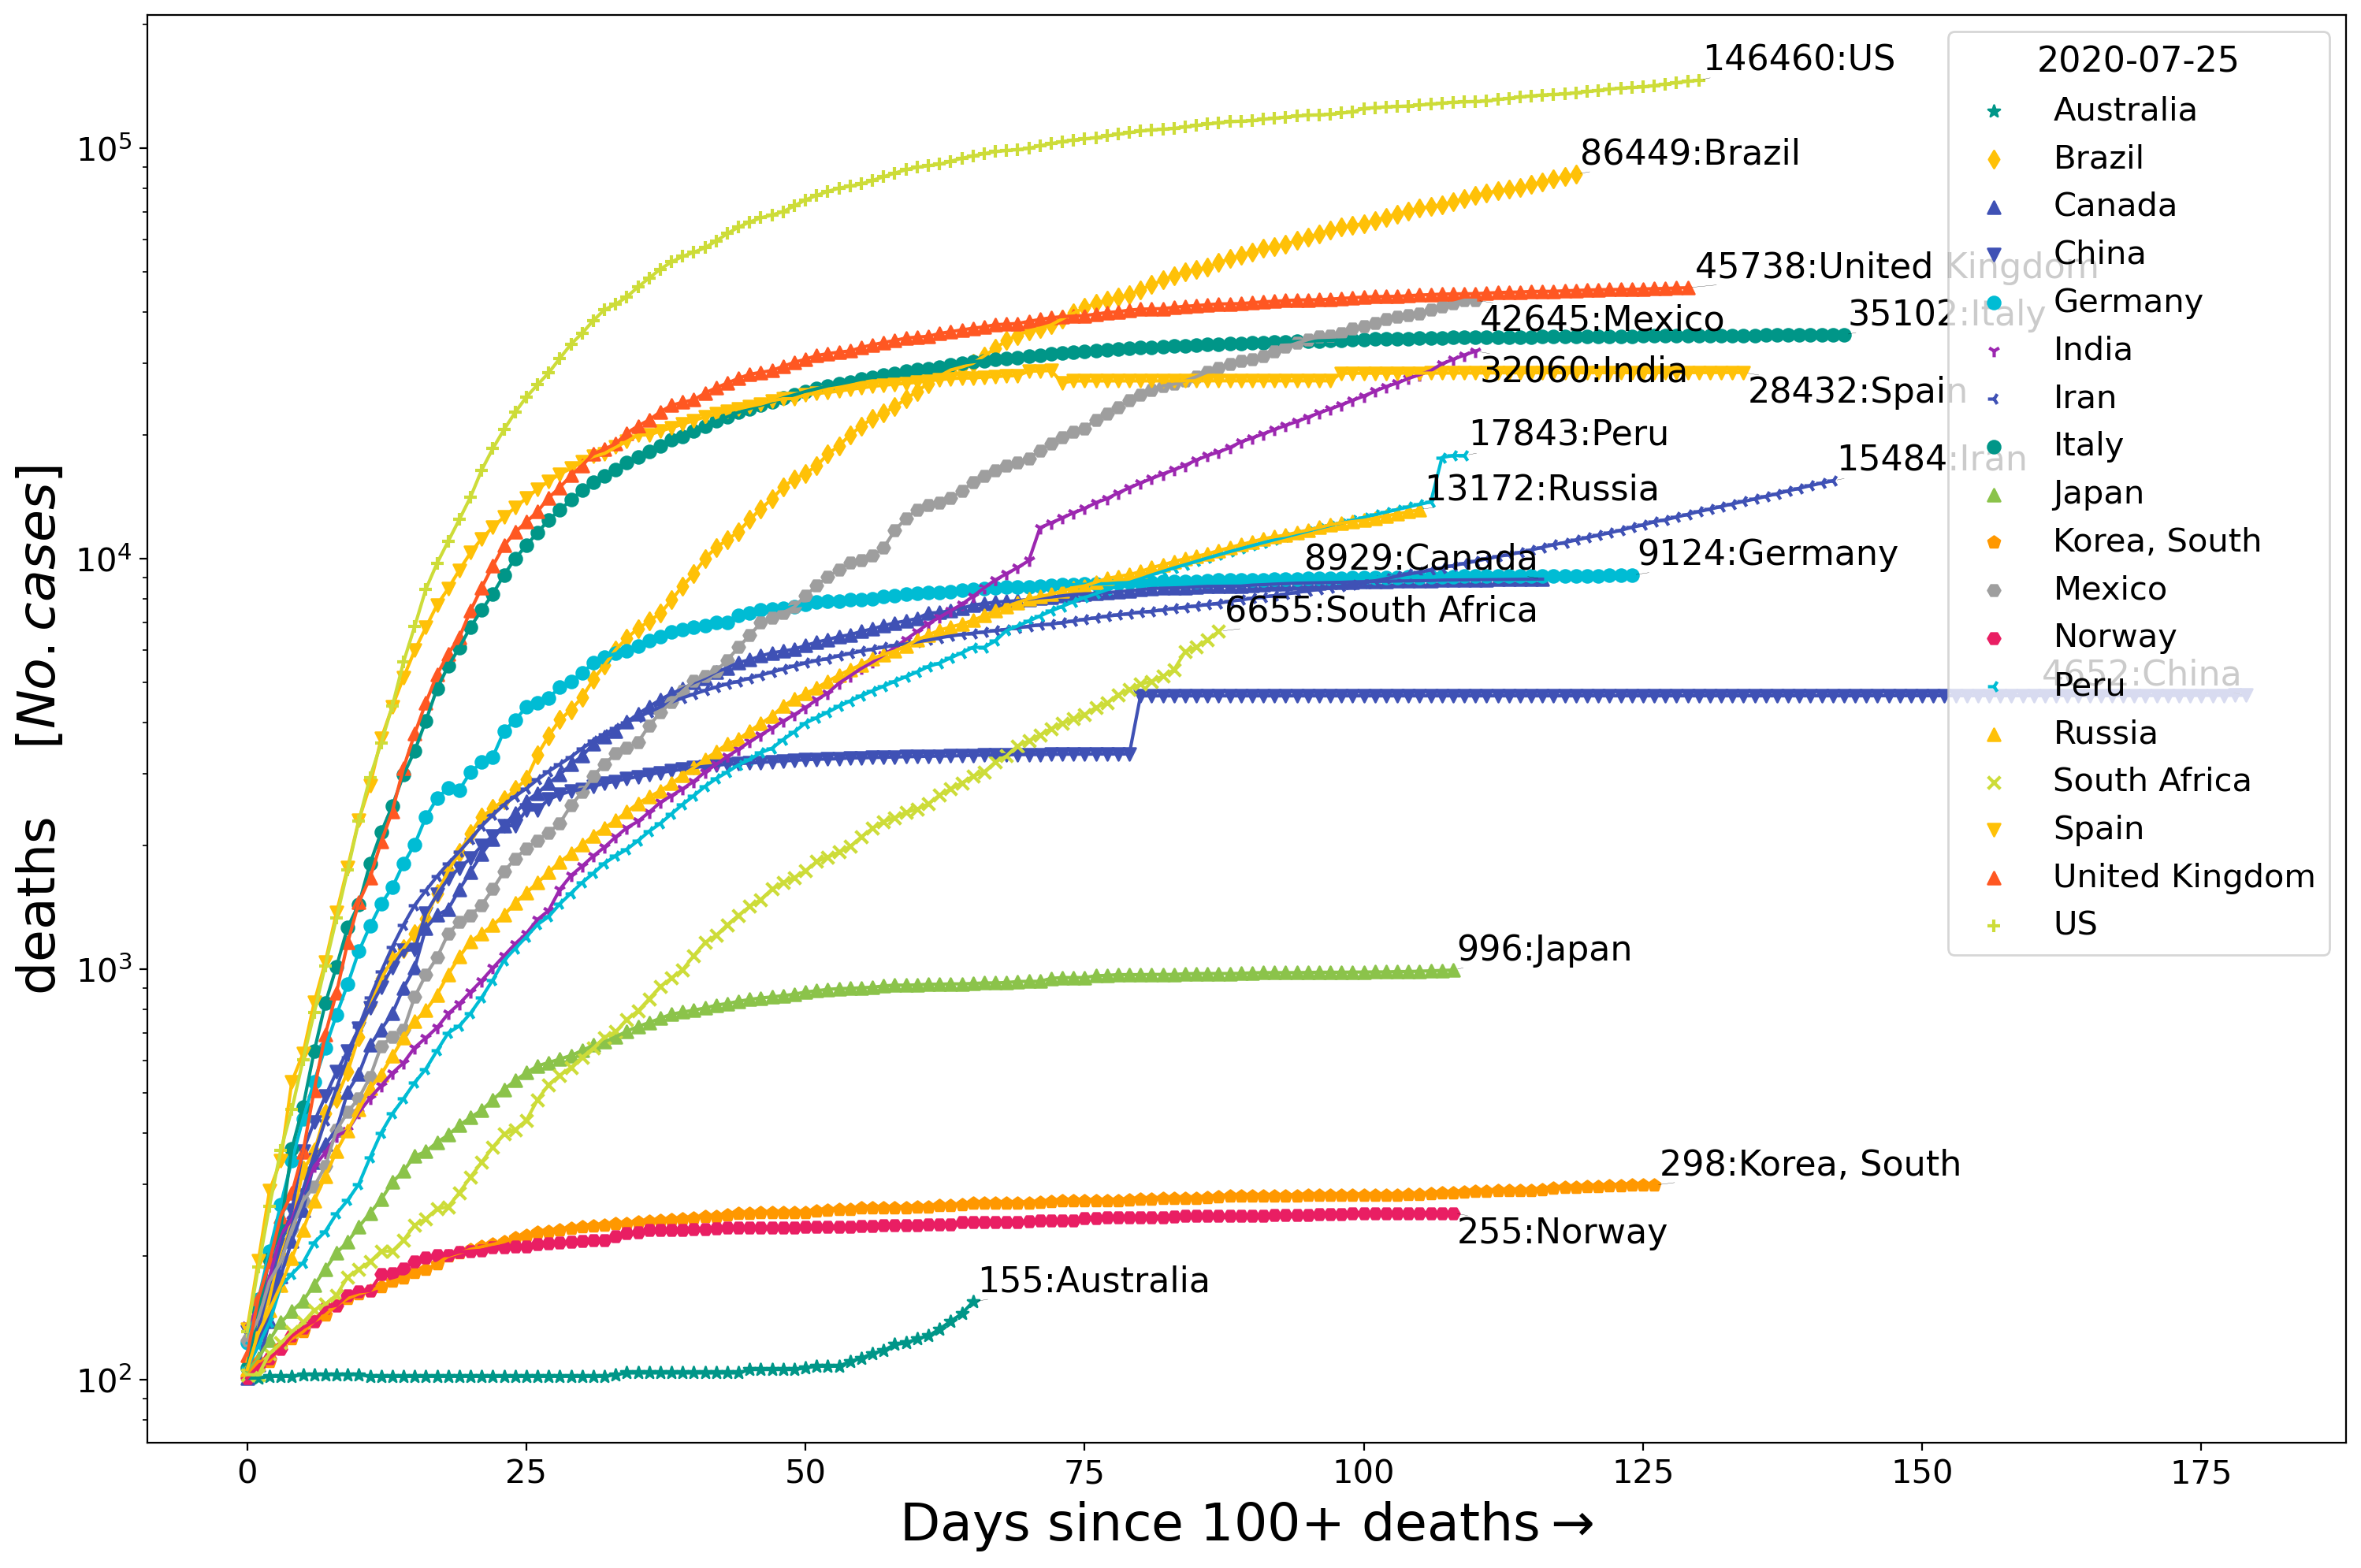 146460:US
86449:Brazil
45738:United Kingdom
35102:Italy
42645:Mexico
32060:India
28432:Spain
17843:Peru
15484:Iran
13172:Russia
8929:Canada
9124:Germany
6655:South Africa
4652:China
996:Japan
298:Korea, South
255:Norway
155:Australia
2020-07-25
Australia
Brazil
Canada
China
Germany
India
Iran
Italy
Japan
Korea, South
Mexico
Norway
Peru
Russia
South Africa
Spain
United Kingdom
US
10⁵
10⁴
10³
10²
deaths [No.cases]
0 25 50 75 100 125 150 175
Days since 100+ deaths→